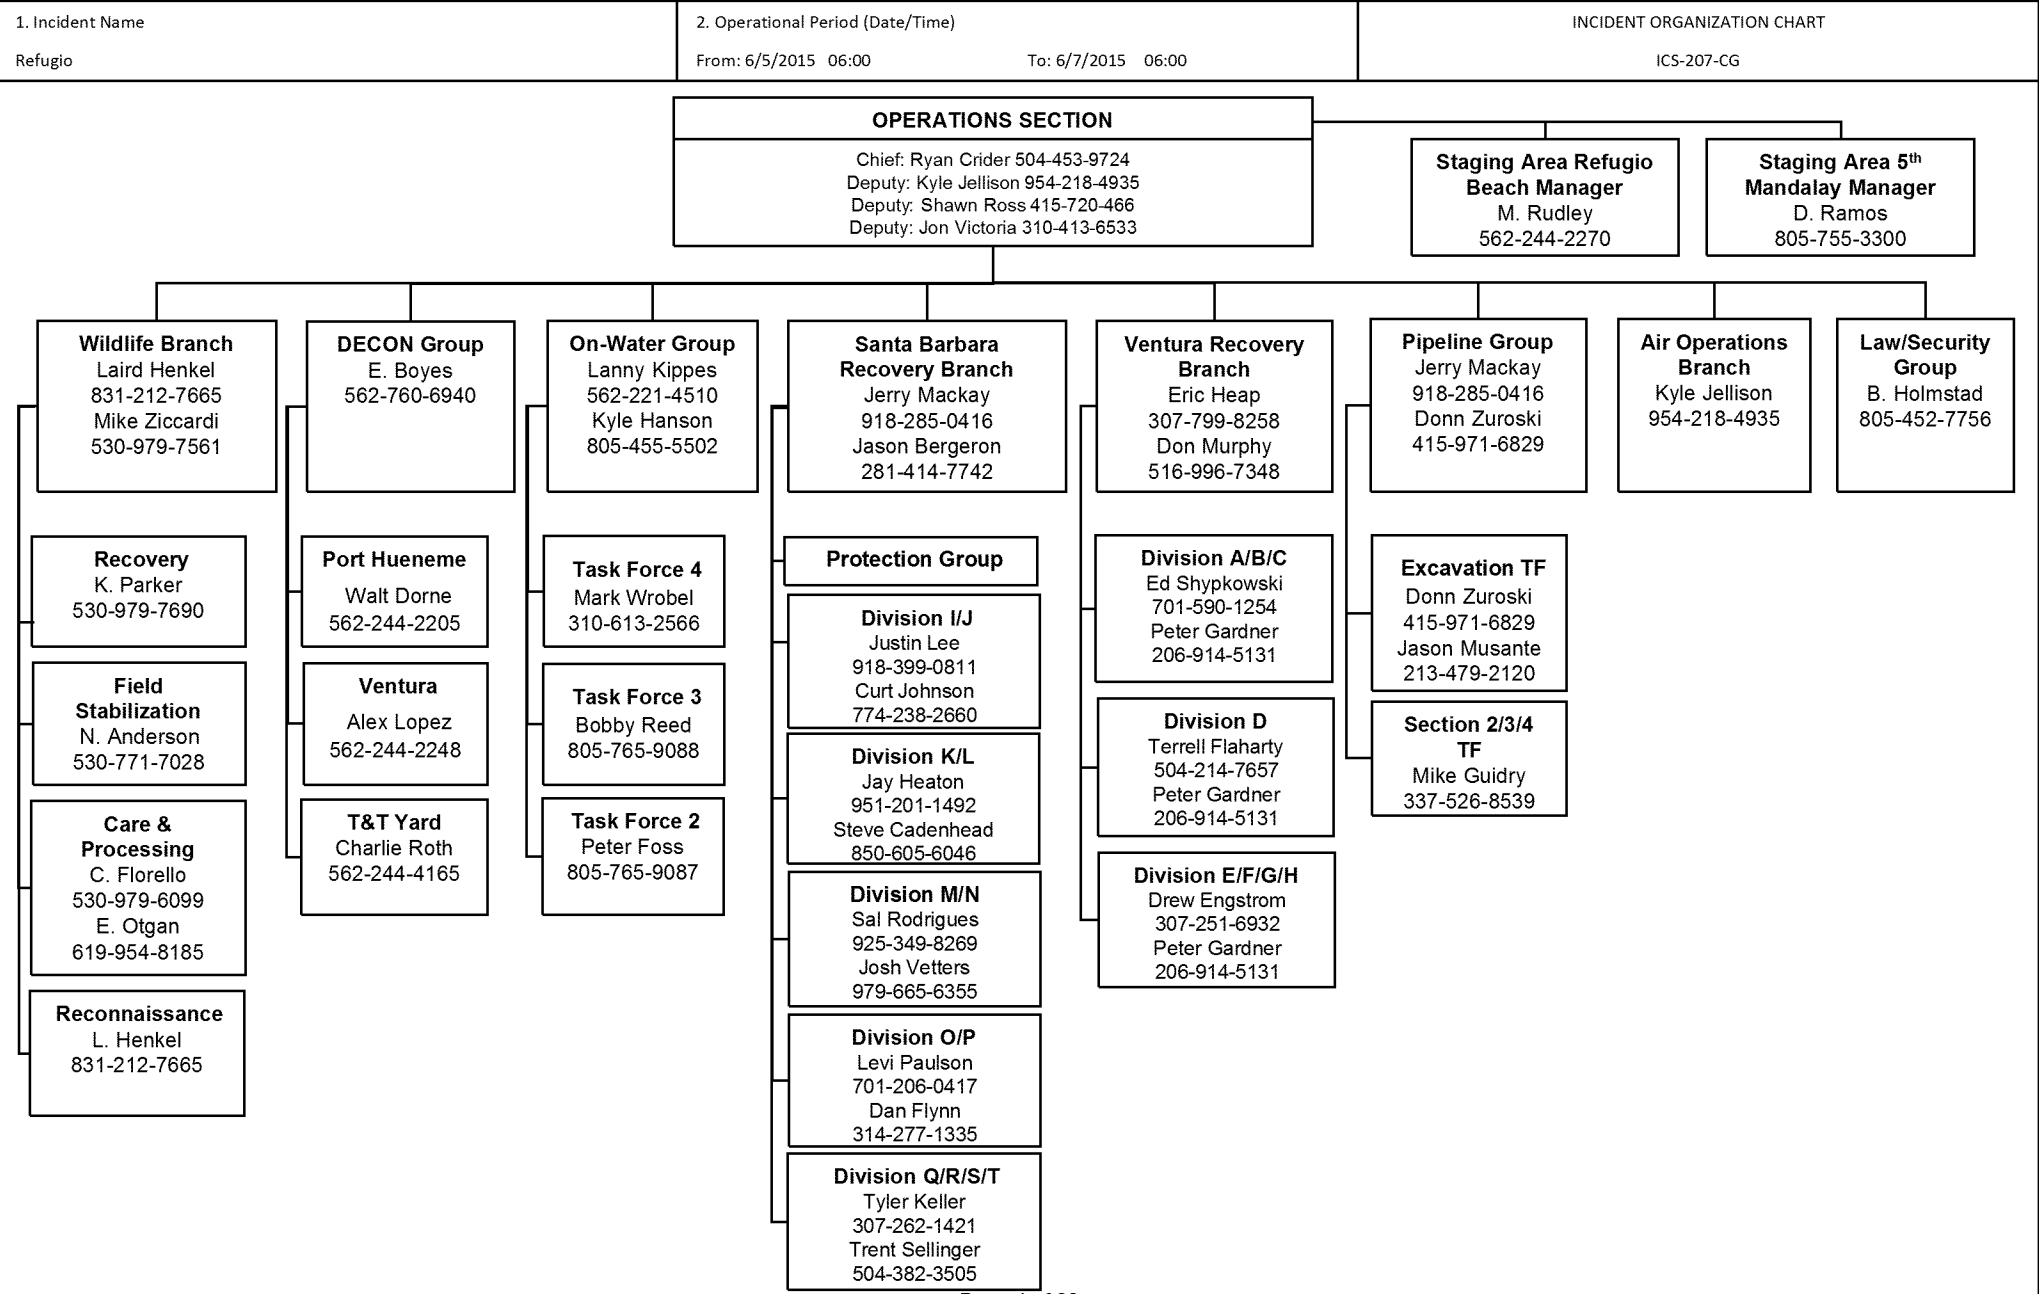 1. Incident Name
Refugio
2. Operational Period (Date/Time)
From: 6/5/2015 06:00 To: 6/7/2015 06:00
INCIDENT ORGANIZATION CHART
ICS-207-CG
OPERATIONS SECTION
Chief: Ryan Crider 504-453-9724
Deputy: Kyle Jellison 954-218-4935
Deputy: Shawn Ross 415-720-466
Deputy: Jon Victoria 310-413-6533
Staging Area Refugio
Beach Manager
M. Rudley
562-244-2270
Staging Area 5th
Mandalay Manager
D. Ramos
805-755-3300
Wildlife Branch
Laird Henkel
831-212-7665
Mike Ziccardi
530-979-7561
DECON Group
E. Boyes
562-760-6940
On-Water Group
Lanny Kippes
562-221-4510
Kyle Hanson
805-455-5502
Santa Barbara
Recovery Branch
Jerry Mackay
918-285-0416
Jason Bergeron
281-414-7742
Ventura Recovery
Branch
Eric Heap
307-799-8258
Don Murphy
516-996-7348
Pipeline Group
Jerry Mackay
918-285-0416
Donn Zuroski
415-971-6829
Air Operations
Branch
Kyle Jellison
954-218-4935
Law/Security
Group
B. Holmstad
805-452-7756
Recovery
K. Parker
530-979-7690
Field
Stabilization
N. Anderson
530-771-7028
Care &
Processing
C. Florello
530-979-6099
E. Otgan
619-954-8185
Reconnaissance
L. Henkel
831-212-7665
Port Hueneme
Walt Dorne
562-244-2205
Ventura
Alex Lopez
562-244-2248
T&T Yard
Charlie Roth
562-244-4165
Task Force 4
Mark Wrobel
310-613-2566
Task Force 3
Bobby Reed
805-765-9088
Task Force 2
Peter Foss
805-765-9087
Protection Group
Division I/J
Justin Lee
918-399-0811
Curt Johnson
774-238-2660
Division K/L
Jay Heaton
951-201-1492
Steve Cadenhead
850-605-6046
Division M/N
Sal Rodrigues
925-349-8269
Josh Vetters
979-665-6355
Division O/P
Levi Paulson
701-206-0417
Dan Flynn
314-277-1335
Division Q/R/S/T
Tyler Keller
307-262-1421
Trent Sellinger
504-382-3505
Division A/B/C
Ed Shypkowski
701-590-1254
Peter Gardner
206-914-5131
Division D
Terrell Flaharty
504-214-7657
Peter Gardner
206-914-5131
Division E/F/G/H
Drew Engstrom
307-251-6932
Peter Gardner
206-914-5131
Excavation TF
Donn Zuroski
415-971-6829
Jason Musante
213-479-2120
Section 2/3/4
TF
Mike Guidry
337-526-8539